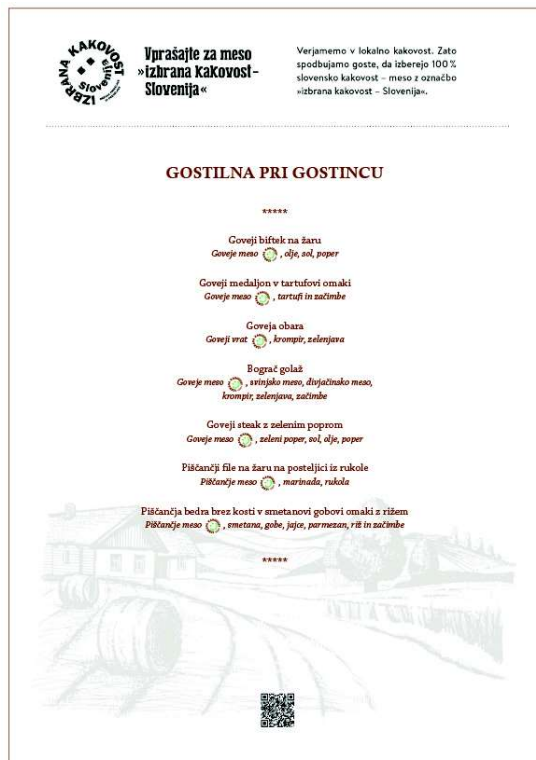 IZBRANA KAKOVOST
Slovenija
Vprašajte za meso
»izbrana kakovost –
Slovenija«
Verjamemo v lokalno kakovost. Zato
spodbujamo goste, da izberejo 100 %
slovensko kakovost – meso z označbo
»izbrana kakovost – Slovenija«.
GOSTILNA PRI GOSTINCU
*****
Goveji biftek na žaru
Goveje meso , olje, sol, poper
Goveji medaljon v tartufovi omaki
Goveje meso , tartufi in začimbe
Goveja obara
Goveji vrat , krompir, zelenjava
Bograč golaž
Goveje meso , svinjsko meso, divjačinsko meso,
krompir, zelenjava, začimbe
Goveji steak z zelenim poprom
Goveje meso , zeleni poper, sol, olje, poper
Piščančji file na žaru na posteljici iz rukole
Piščančje meso , marinada, rukola
Piščančja bedra brez kosti v smetanovi gobovi omaki z rižem
Piščančje meso , smetana, gobe, jajce, parmezan, riž in začimbe
*****